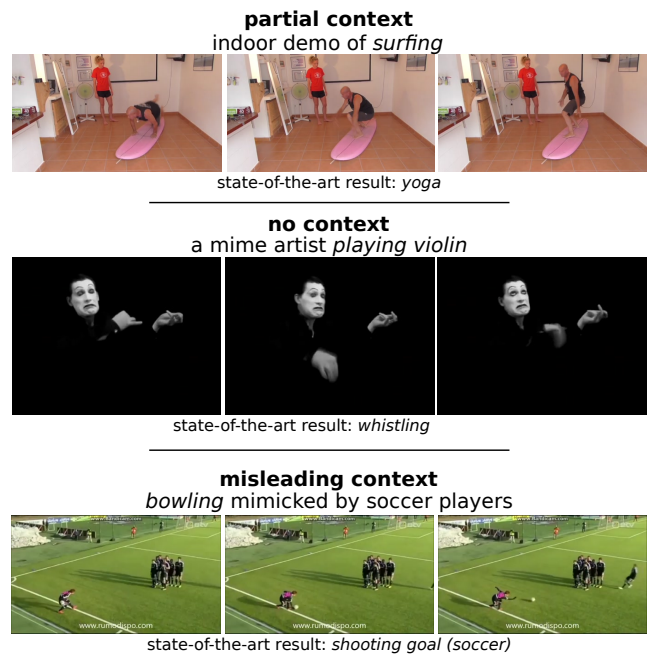 partial context
indoor demo of surfing
state-of-the-art result: yoga
no context
a mime artist playing violin
state-of-the-art result: whistling
misleading context
bowling mimicked by soccer players
www.rumodispo.com www.rumodispo.com www.rumodispo.com
state-of-the-art result: shooting goal (soccer)